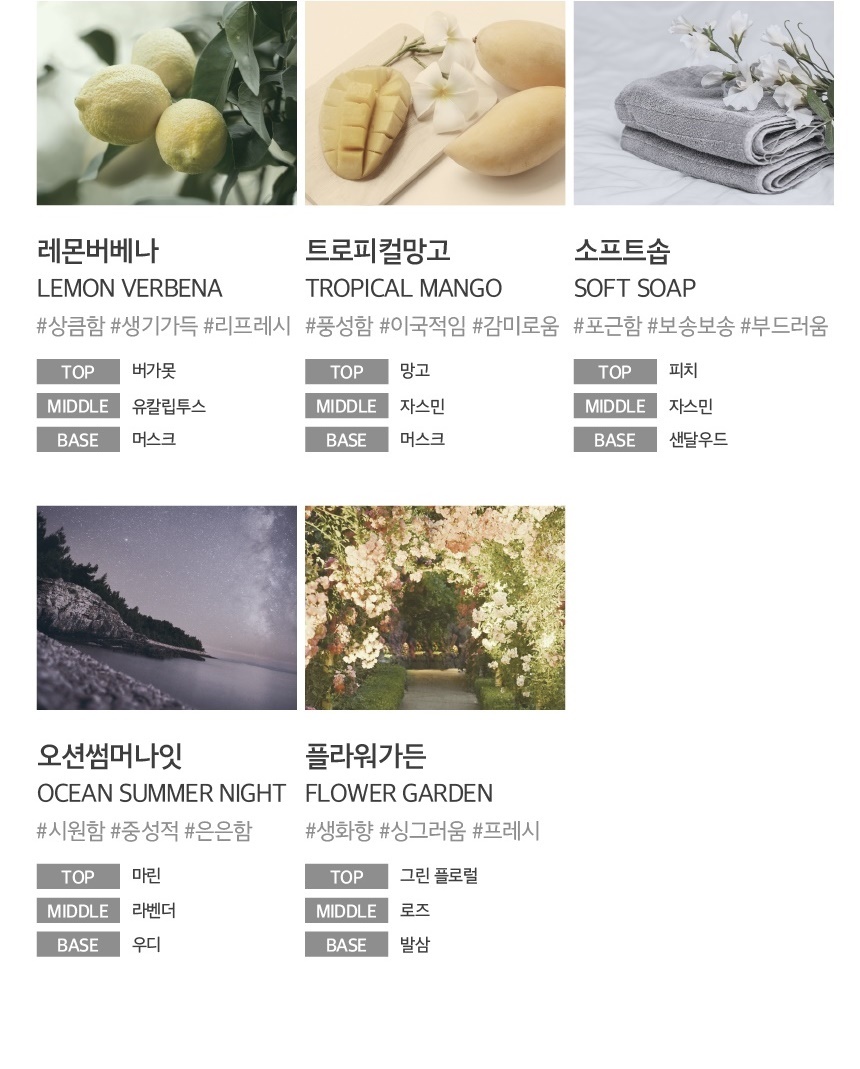 레몬버베나
LEMON VERBENA
#상큼함 #생기가득 #리프레시
TOP 버가못
MIDDLE 유칼립투스
BASE 머스크
트로피컬망고
TROPICAL MANGO
#풍성함 #이국적임 #감미로움
TOP 망고
MIDDLE 자스민
BASE 머스크
소프트솝
SOFT SOAP
#포근함 #보송보송 #부드러움
TOP 피치
MIDDLE 자스민
BASE 샌달우드
오션썸머나잇
OCEAN SUMMER NIGHT
#시원함 #중성적 #은은함
TOP 마린
MIDDLE 라벤더
BASE 우디
플라워가든
FLOWER GARDEN
#생화향 #싱그러움 #프레시
TOP 그린 플로럴
MIDDLE 로즈
BASE 발삼